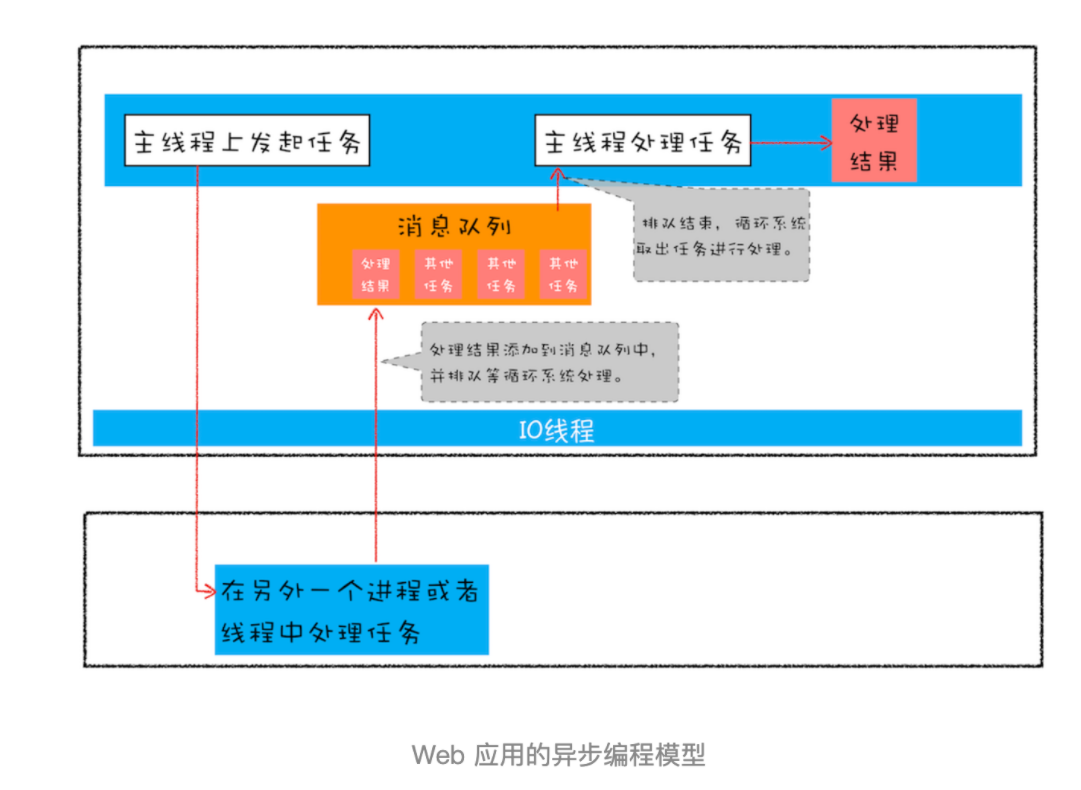 主线程上发起任务
主线程处理任务
处理
结果
消息队列
处理
结果
其他
任务
其他
任务
其他
任务
排队结束，循环系统
取出任务进行处理。
处理结果添加到消息队列中，
并排队等循环系统处理。
IO线程
在另外一个进程或者
线程中处理任务
Web 应用的异步编程模型